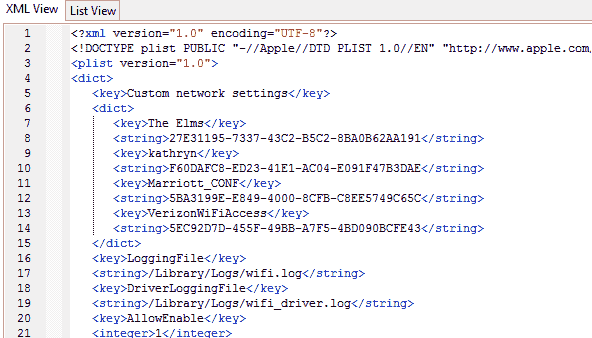 XML View List View
1 <?xml version="1.0" encoding="UTF-8"?>
2 <!DOCTYPE plist PUBLIC "-//Apple//DTD PLIST 1.0//EN" "http://www.apple.com
3 <plist version="1.0">
4 <dict>
5 <key>Custom network settings</key>
6 <dict>
7 <key>The Elms</key>
8 <string>27E31195-7337-43C2-B5C2-8BA0B62AA191</string>
9 <key>kathryn</key>
10 <string>F60DAFC8-ED23-41E1-AC04-E091F47B3DAE</string>
11 <key>Marriott_CONF</key>
12 <string>5BA3199E-E849-4000-8CFB-C8EE5749C65C</string>
13 <key>VerizonWiFiAccess</key>
14 <string>5EC92D7D-455F-49BB-A7F5-4BD090BCFE43</string>
15 </dict>
16 <key>LoggingFile</key>
17 <string>/Library/Logs/wifi.log</string>
18 <key>DriverLoggingFile</key>
19 <string>/Library/Logs/wifi_driver.log</string>
20 <key>AllowEnable</key>
21 <integer>1</integer>